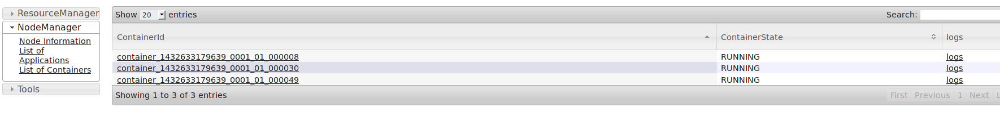 ResourceManager
NodeManager
Node Information
List of
Applications
List of Containers
Tools
Show 20 entries
Search:
ContainerId ContainerState logs
container_1432633179639_0001_01_000008 RUNNING logs
container_1432633179639_0001_01_000030 RUNNING logs
container_1432633179639_0001_01_000049 RUNNING logs
Showing 1 to 3 of 3 entries
First Previous 1 Next